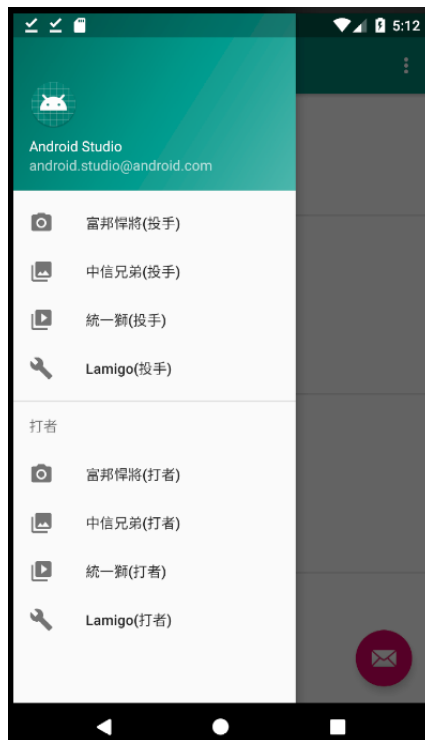 5:12
Android Studio
android.studio@android.com
富邦悍將(投手)
中信兄弟(投手)
統一獅(投手)
Lamigo(投手)
打者
富邦悍將(打者)
中信兄弟(打者)
統一獅(打者)
Lamigo(打者)